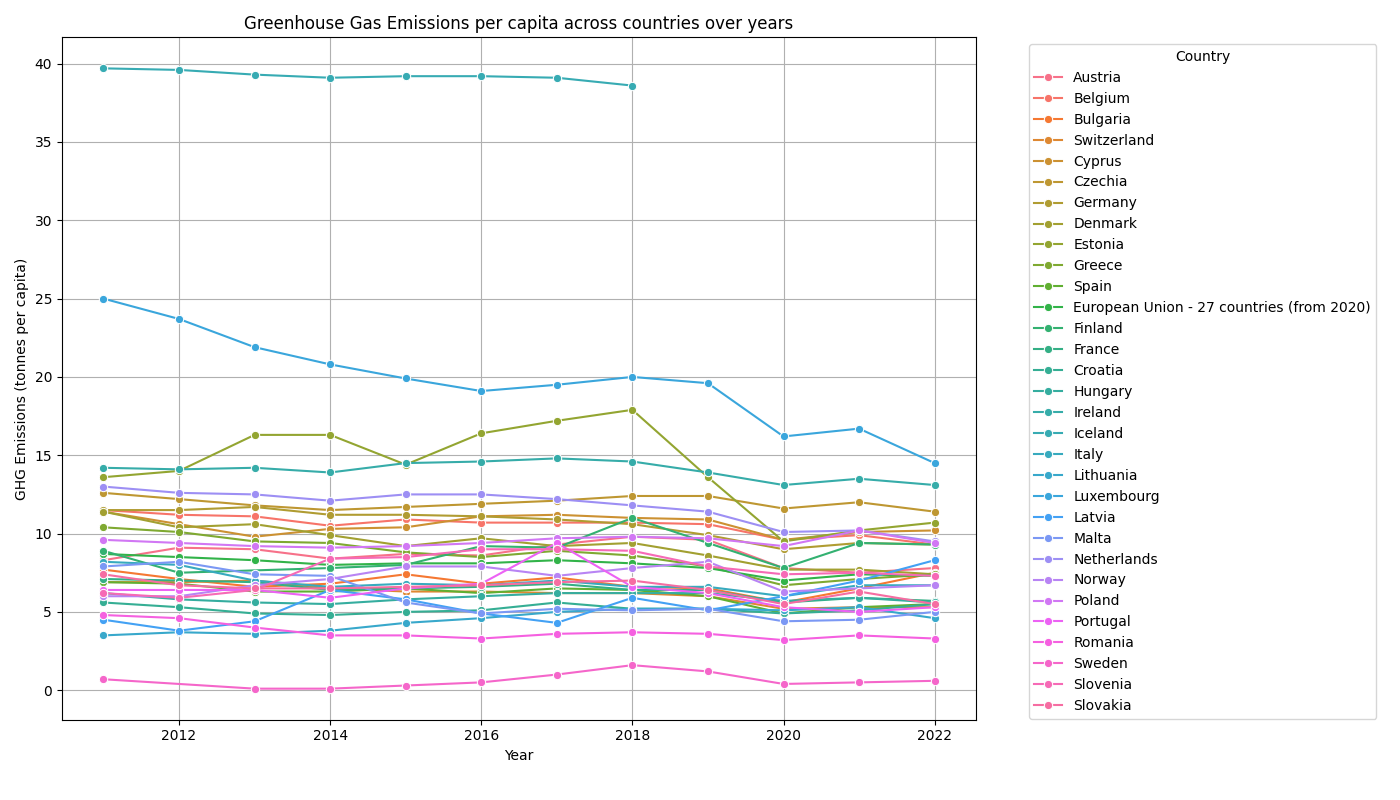 Greenhouse Gas Emissions per capita across countries over years
GHG Emissions (tonnes per capita)
40
35
30
25
20
15
10
5
0
2012 2014 2016 2018 2020 2022
Year
Country
Austria
Belgium
Bulgaria
Switzerland
Cyprus
Czechia
Germany
Denmark
Estonia
Greece
Spain
European Union - 27 countries (from 2020)
Finland
France
Croatia
Hungary
Ireland
Iceland
Italy
Lithuania
Luxembourg
Latvia
Malta
Netherlands
Norway
Poland
Portugal
Romania
Sweden
Slovenia
Slovakia